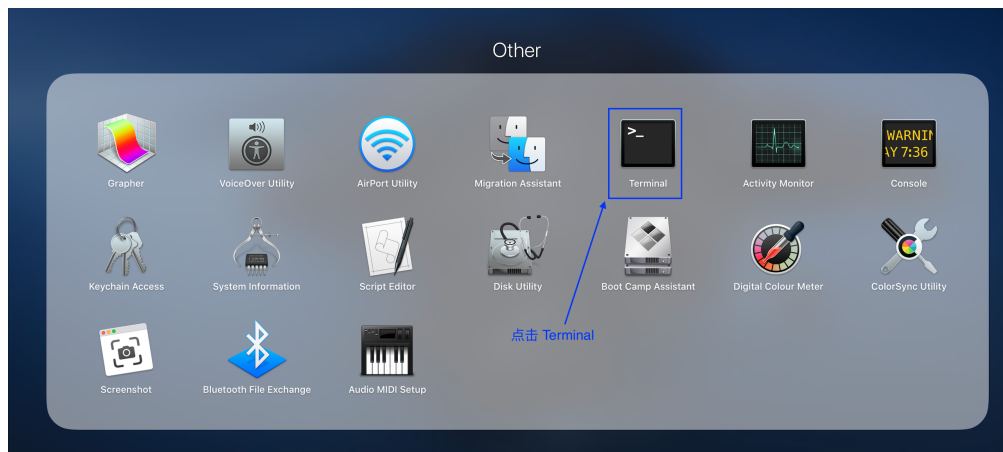 Other
>_
WARNIN
AY 7:36
Grapher
VoiceOver Utility
AirPort Utility
Migration Assistant
Terminal
Activity Monitor
Console
Keychain Access
System Information
Script Editor
Disk Utility
Boot Camp Assistant
Digital Colour Meter
ColorSync Utility
点击 Terminal
Screenshot
Bluetooth File Exchange
Audio MIDI Setup